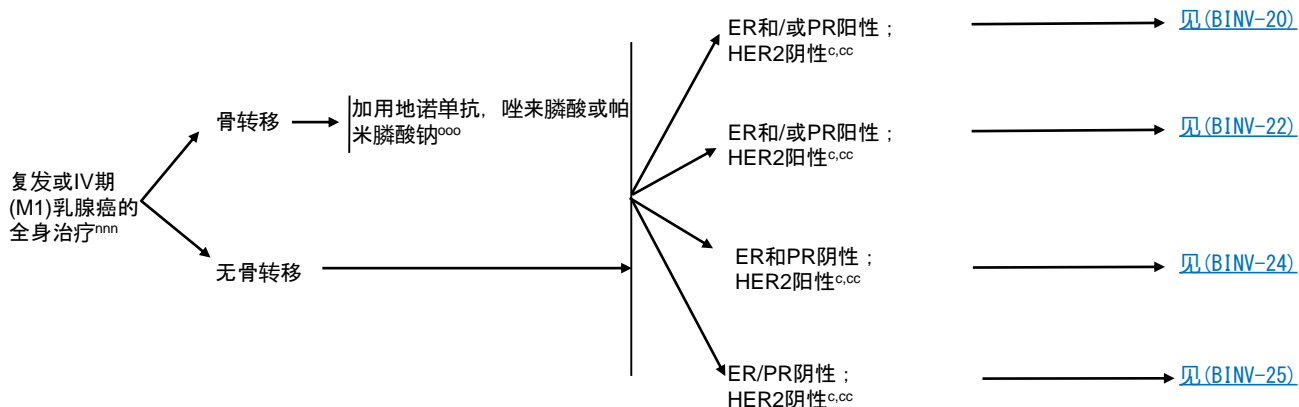 复发或IV期
(M1)乳腺癌的
全身治疗nnn
骨转移
无骨转移
加用地诺单抗，唑来膦酸或帕
米膦酸钠ooo
ER和/或PR阳性；
HER2阴性c,cc
见(BINV-20)
ER和/或PR阳性；
HER2阳性c,cc
见(BINV-22)
ER和PR阴性；
HER2阳性c,cc
见(BINV-24)
ER/PR阴性；
HER2阴性c,cc
见(BINV-25)